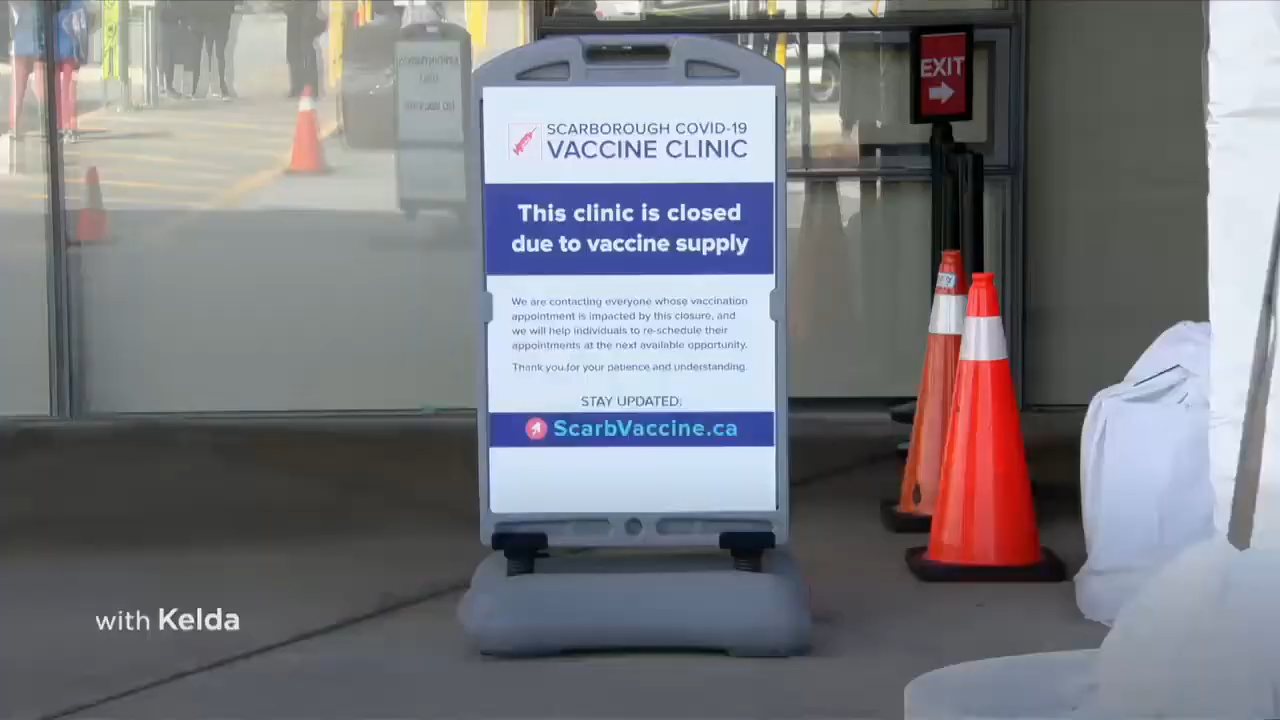 SCARBOROUGH COVID-19
VACCINE CLINIC
This clinic is closed
due to vaccine supply
We are contacting everyone whose vaccination
appointment is impacted by this closure, and
we will help individuals to re-schedule their
appointments at the next available opportunity.
Thank you for your patience and understanding.
STAY UPDATED:
ScarbVaccine.ca
EXIT
with Kelda